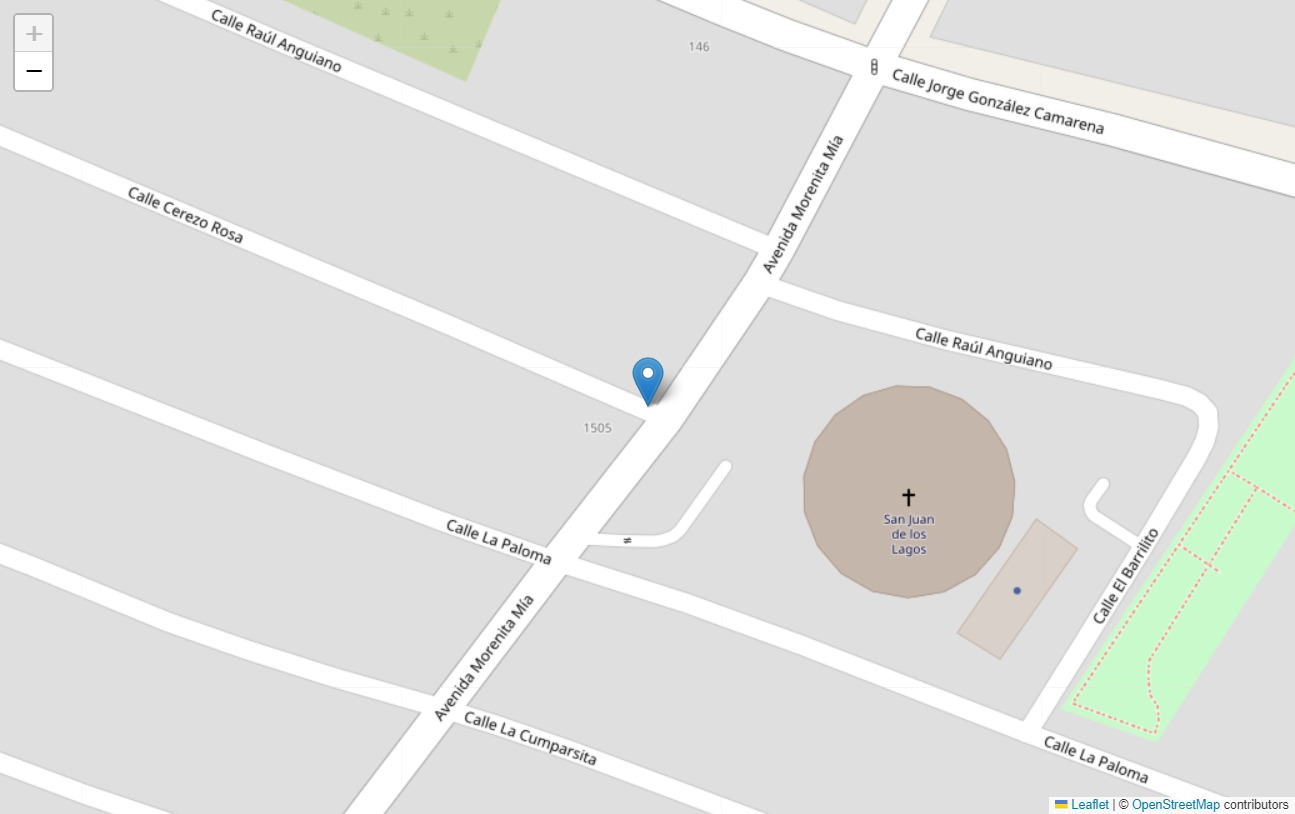 +
−
Calle Raúl Anguiano
146
Calle Jorge González Camarena
Avenida Morenita Mía
Calle Cerezo Rosa
Calle Raúl Anguiano
1505
San Juan
de los
Lagos
Calle La Paloma
Calle El Barrilito
Avenida Morenita Mía
Calle La Cumparsita
Calle La Paloma
Leaflet | © OpenStreetMap contributors